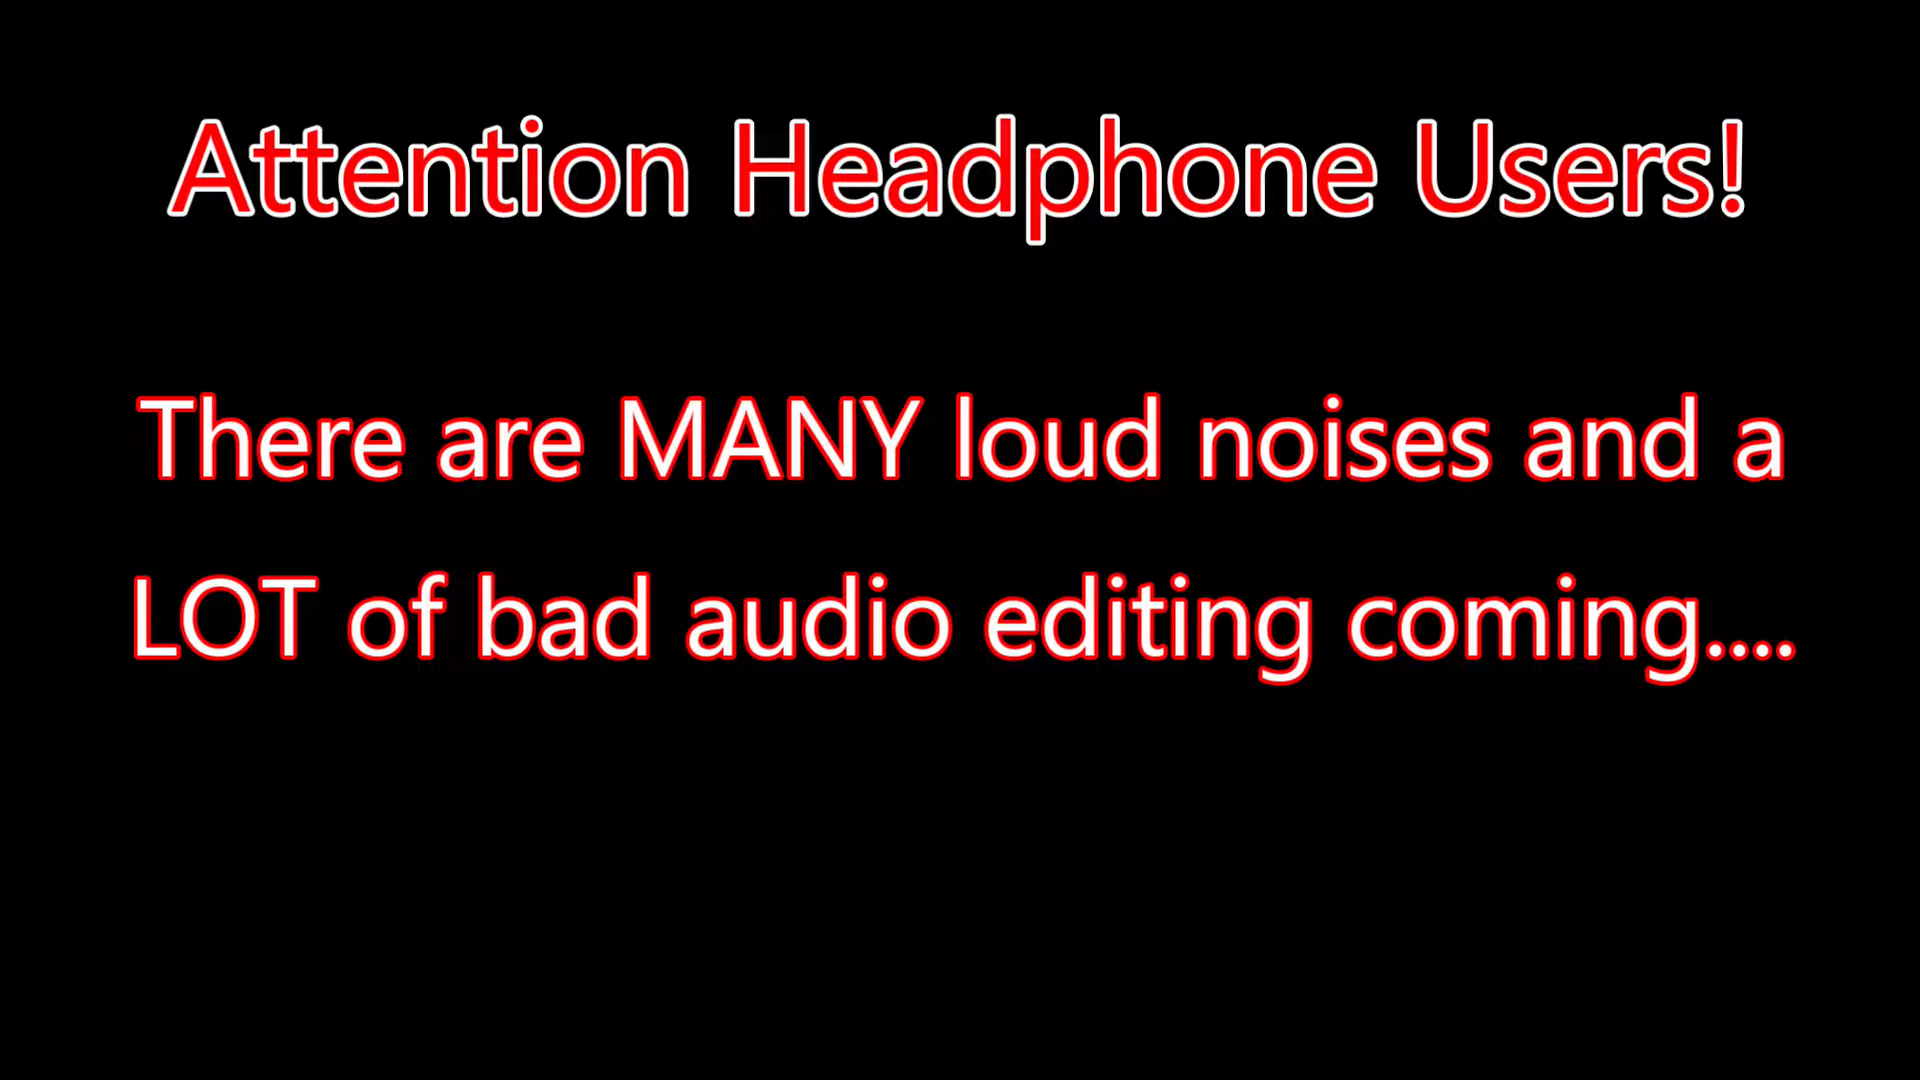 Attention Headphone Users!
There are MANY loud noises and a
LOT of bad audio editing coming....